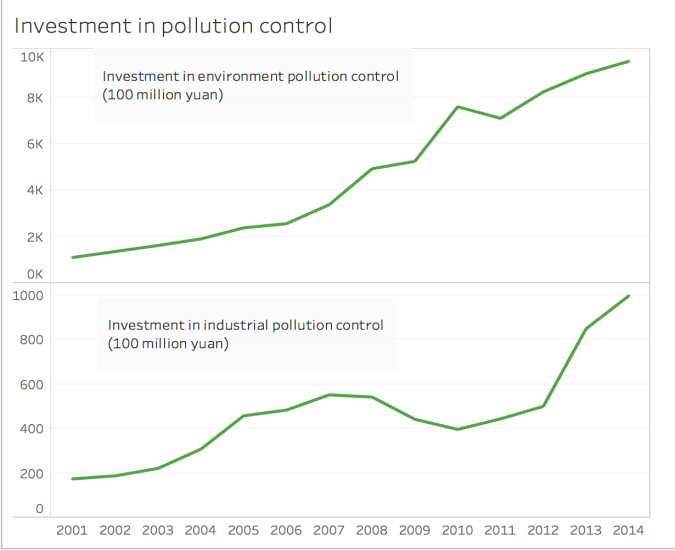 Investment in pollution control
10K
Investment in environment pollution control
(100 million yuan)
8K
6K
4K
2K
0K
1000
Investment in industrial pollution control
(100 million yuan)
800
600
400
200
0
2001 2002 2003 2004 2005 2006 2007 2008 2009 2010 2011 2012 2013 2014